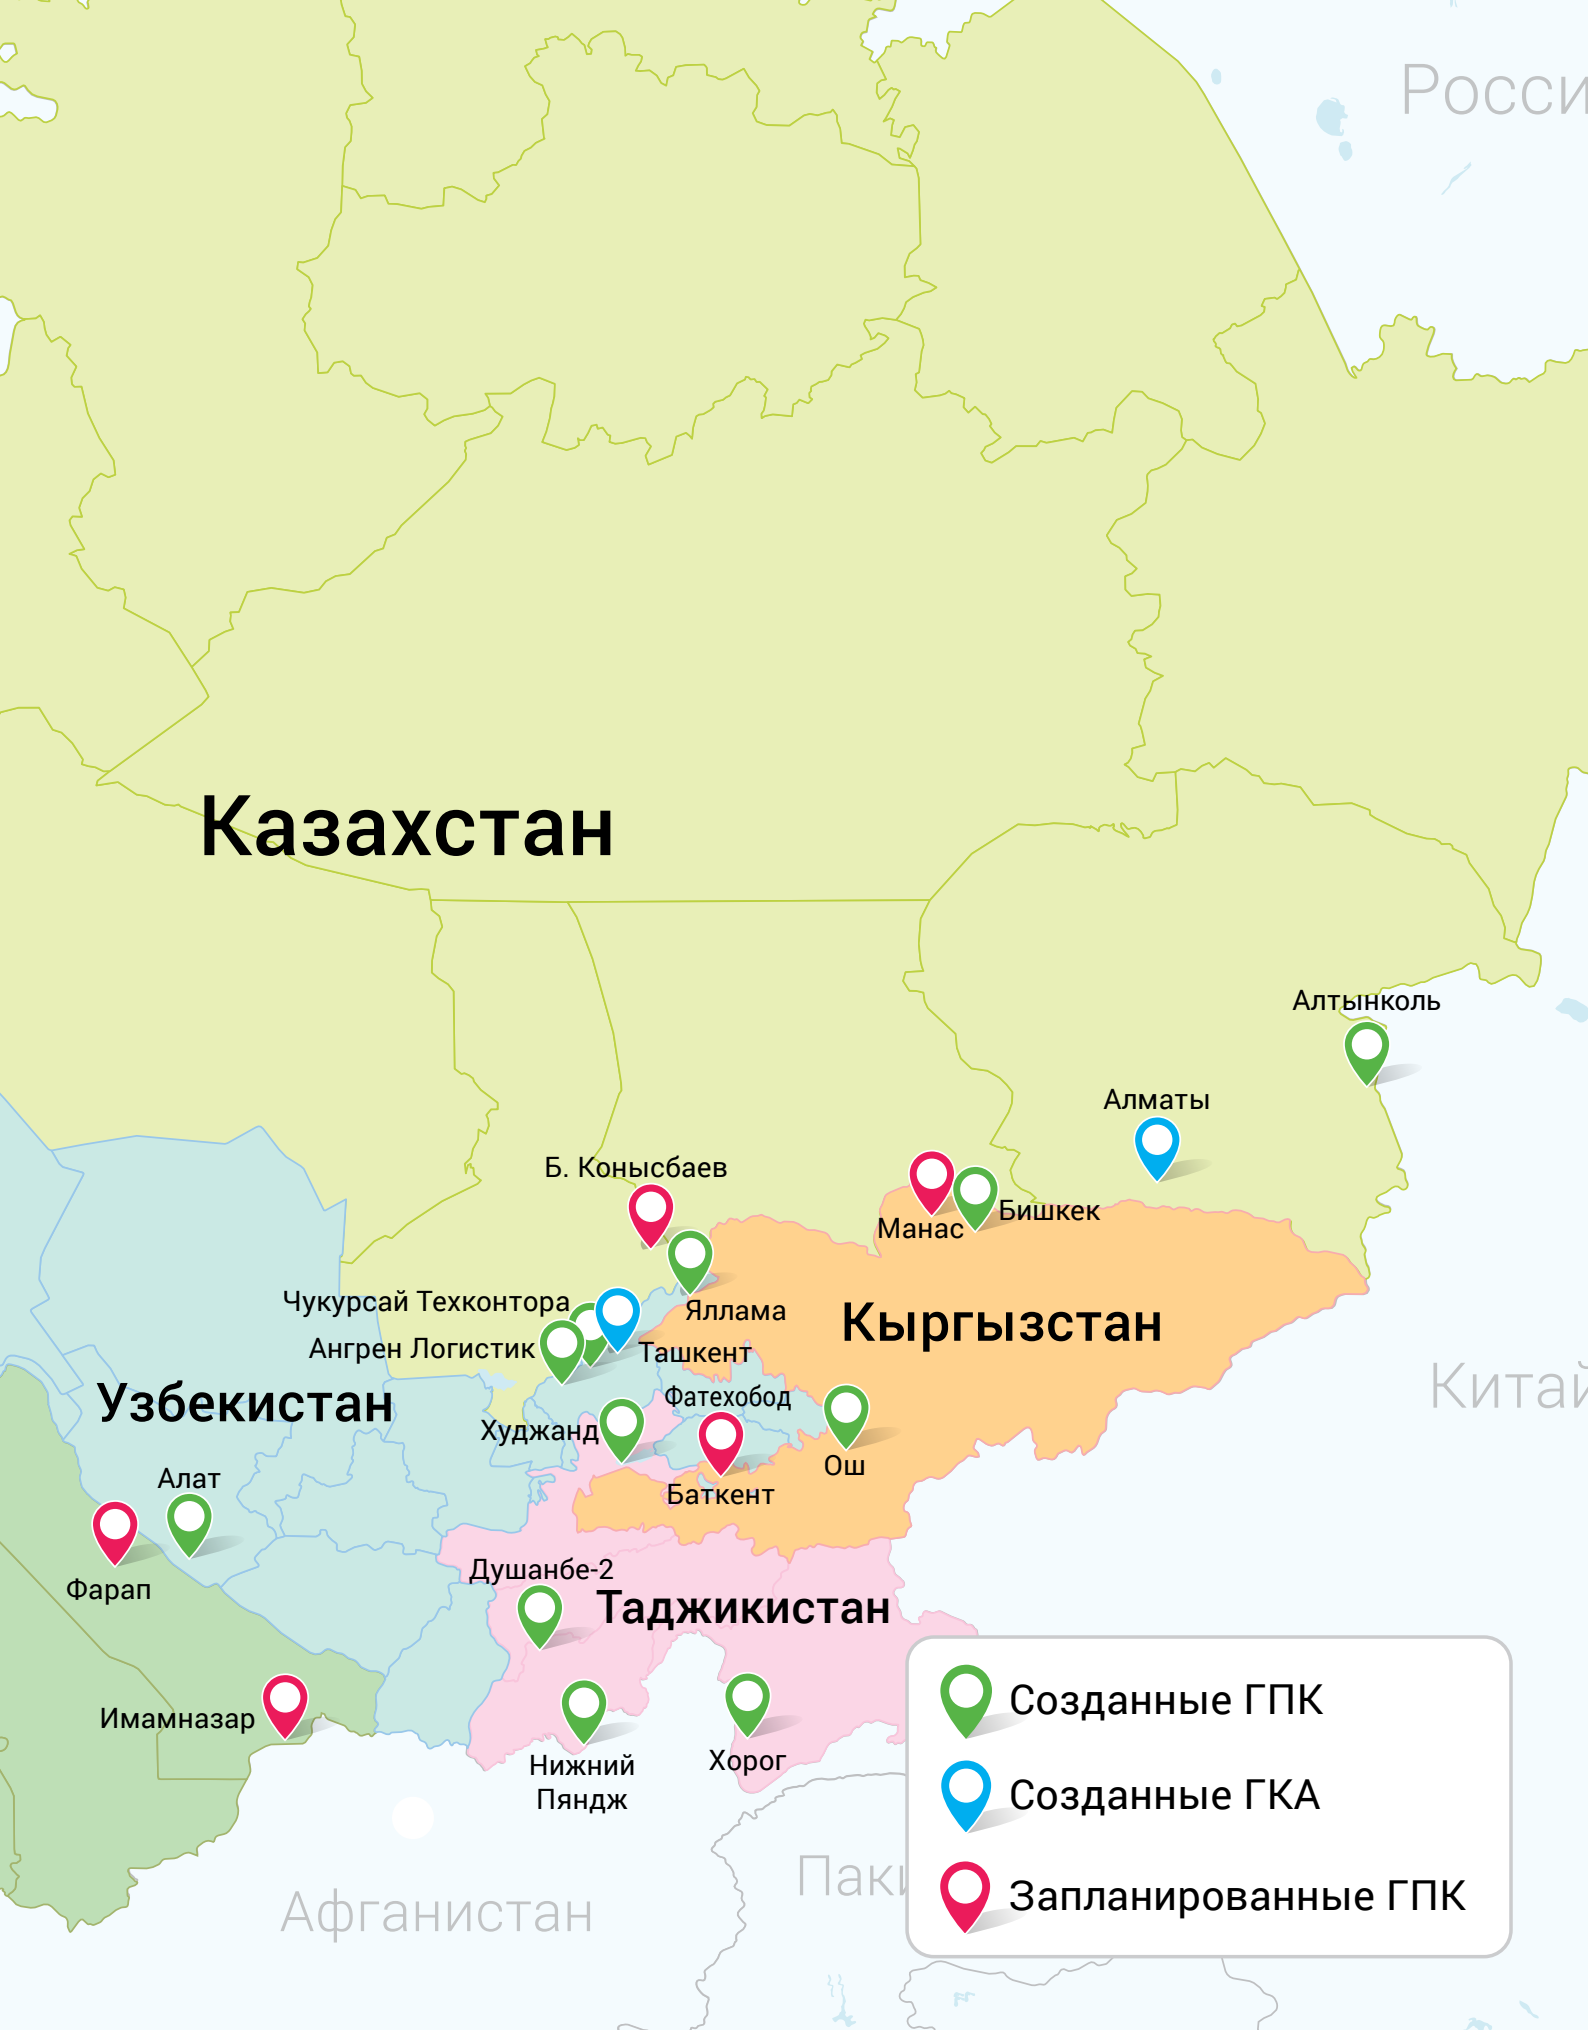 Росси
Казахстан
Алтынколь
Алматы
Б. Конысбаев
Бишкек
Манас
Чукурсай Техконтора
Яллама
Кыргызстан
Ангрен Логистик
Ташкент
Китай
Узбекистан
Фатехобод
Худжанд
Ош
Алат
Баткент
Душанбе-2
Фарап
Таджикистан
Имамназар
Нижний
Пяндж
Хорог
Созданные ГПК
Созданные ГКА
Запланированные ГПК
Паки
Афганистан